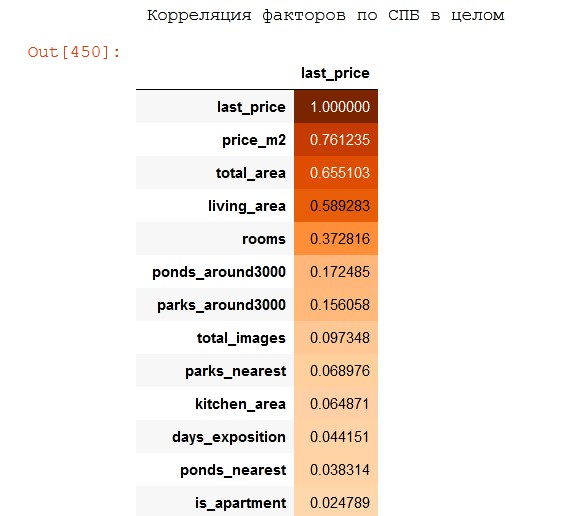 Корреляция факторов по СПБ в целом
Out[450]:
last_price
last_price 1.000000
price_m2 0.761235
total_area 0.655103
living_area 0.589283
rooms 0.372816
ponds_around3000 0.172485
parks_around3000 0.156058
total_images 0.097348
parks_nearest 0.068976
kitchen_area 0.064871
days_exposition 0.044151
ponds_nearest 0.038314
is_apartment 0.024789